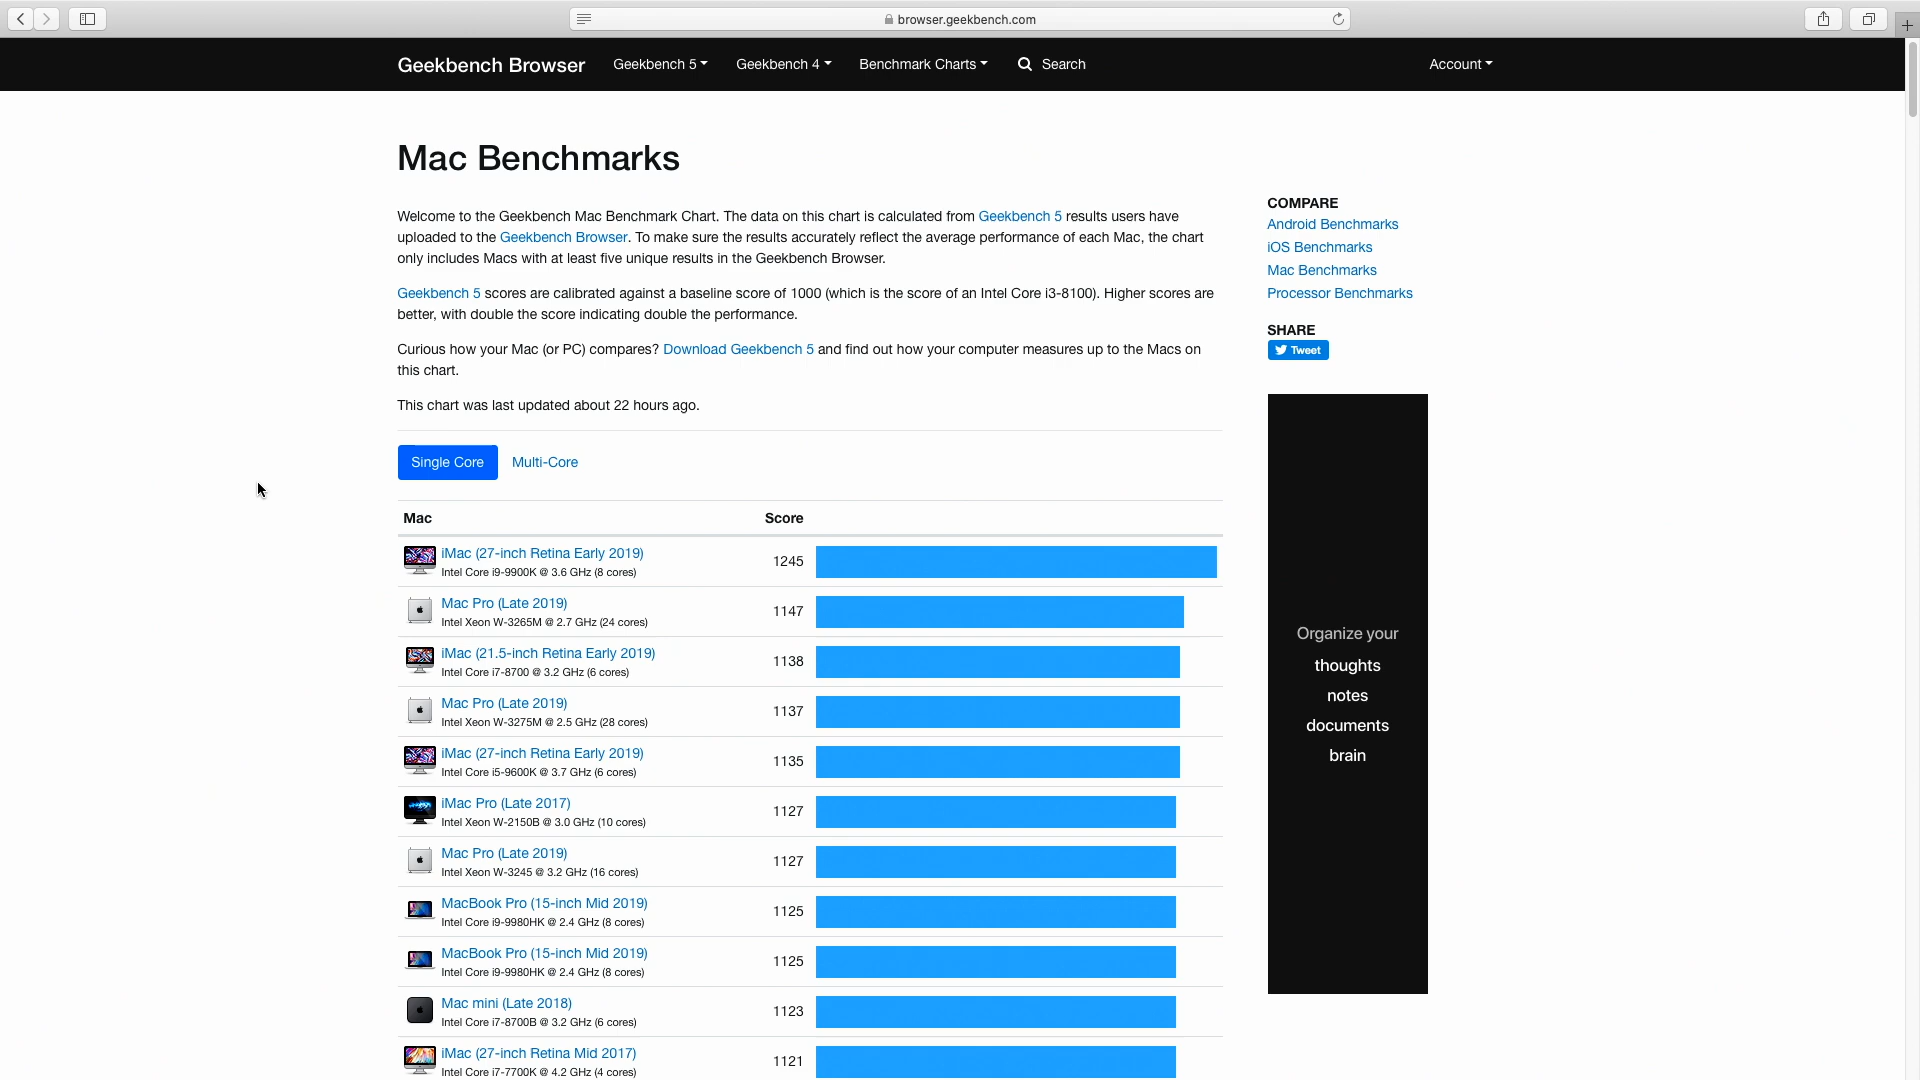 browser.geekbench.com
Geekbench Browser Geekbench 5 Geekbench 4 Benchmark Charts Search Account
Mac Benchmarks
Welcome to the Geekbench Mac Benchmark Chart. The data on this chart is calculated from Geekbench 5 results users have
uploaded to the Geekbench Browser. To make sure the results accurately reflect the average performance of each Mac, the chart
only includes Macs with at least five unique results in the Geekbench Browser.
Geekbench 5 scores are calibrated against a baseline score of 1000 (which is the score of an Intel Core i3-8100). Higher scores are
better, with double the score indicating double the performance.
Curious how your Mac (or PC) compares? Download Geekbench 5 and find out how your computer measures up to the Macs on
this chart.
This chart was last updated about 22 hours ago.
Single Core Multi-Core
Mac Score
iMac (27-inch Retina Early 2019)
Intel Core i9-9900K @ 3.6 GHz (8 cores)
1245
Mac Pro (Late 2019)
Intel Xeon W-3265M @ 2.7 GHz (24 cores)
1147
iMac (21.5-inch Retina Early 2019)
Intel Core i7-8700 @ 3.2 GHz (6 cores)
1138
Mac Pro (Late 2019)
Intel Xeon W-3275M @ 2.5 GHz (28 cores)
1137
iMac (27-inch Retina Early 2019)
Intel Core i5-9600K @ 3.7 GHz (6 cores)
1135
iMac Pro (Late 2017)
Intel Xeon W-2150B @ 3.0 GHz (10 cores)
1127
Mac Pro (Late 2019)
Intel Xeon W-3245 @ 3.2 GHz (16 cores)
1127
MacBook Pro (15-inch Mid 2019)
Intel Core i9-9980HK @ 2.4 GHz (8 cores)
1125
MacBook Pro (15-inch Mid 2019)
Intel Core i9-9980HK @ 2.4 GHz (8 cores)
1125
Mac mini (Late 2018)
Intel Core i7-8700B @ 3.2 GHz (6 cores)
1123
iMac (27-inch Retina Mid 2017)
Intel Core i7-7700K @ 4.2 GHz (4 cores)
1121
COMPARE
Android Benchmarks
iOS Benchmarks
Mac Benchmarks
Processor Benchmarks
SHARE
Tweet
Organize your
thoughts
notes
documents
brain